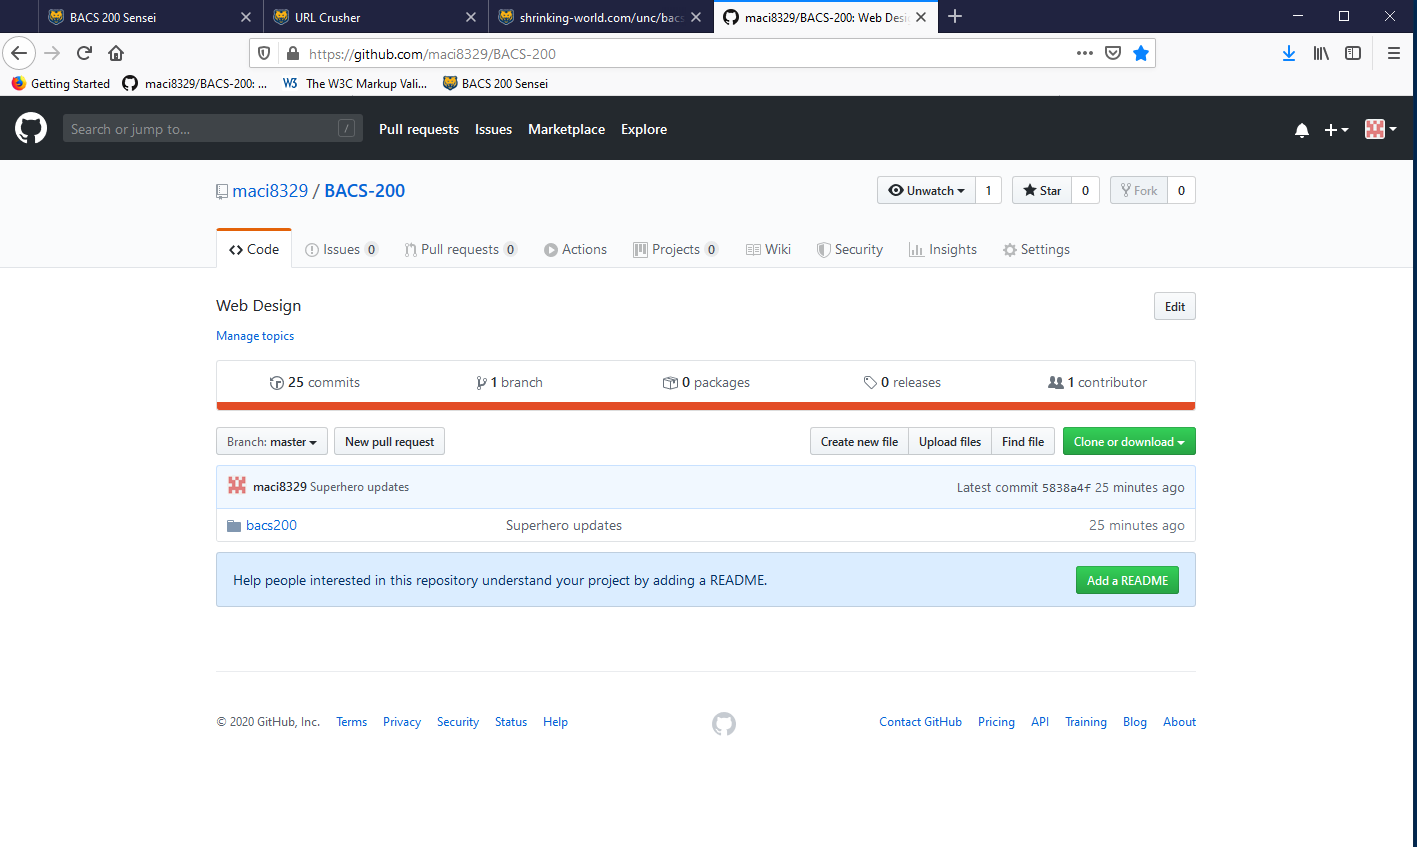 BACS 200 Sensei
URL Crusher
shrinking-world.com/unc/bacs
maci8329/BACS-200: Web Desi
https://github.com/maci8329/BACS-200
Getting Started
maci8329/BACS-200: ...
W3 The W3C Markup Vali...
BACS 200 Sensei
Search or jump to... /
Pull requests Issues Marketplace Explore
maci8329 / BACS-200
Unwatch 1
Star 0
Fork 0
Code
Issues 0
Pull requests 0
Actions
Projects 0
Wiki
Security
Insights
Settings
Web Design
Edit
Manage topics
25 commits
1 branch
0 packages
0 releases
1 contributor
Branch: master
New pull request
Create new file
Upload files
Find file
Clone or download
maci8329 Superhero updates
Latest commit 5838a4f 25 minutes ago
bacs200
Superhero updates
25 minutes ago
Help people interested in this repository understand your project by adding a README.
Add a README
© 2020 GitHub, Inc. Terms Privacy Security Status Help
Contact GitHub Pricing API Training Blog About